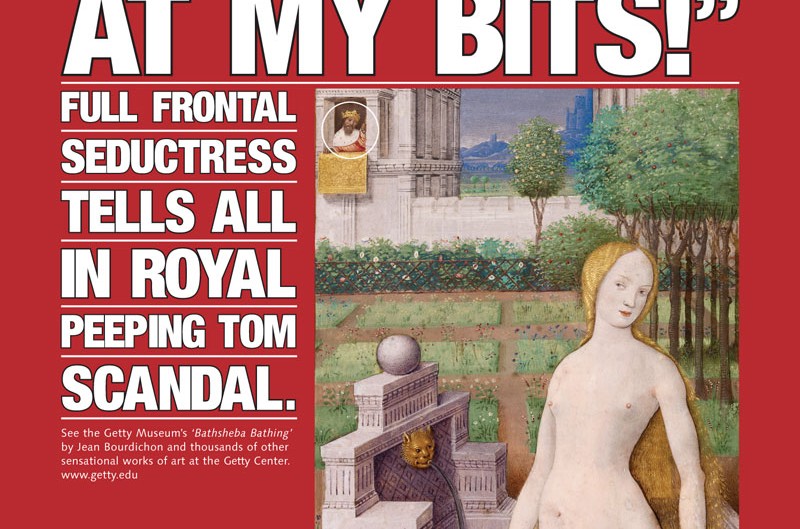 AT MY BITS!”
FULL FRONTAL
SEDUCTRESS
TELLS ALL
IN ROYAL
PEEPING TOM
SCANDAL.
See the Getty Museum’s ‘Bathsheba Bathing’
by Jean Bourdichon and thousands of other
sensational works of art at the Getty Center.
www.getty.edu